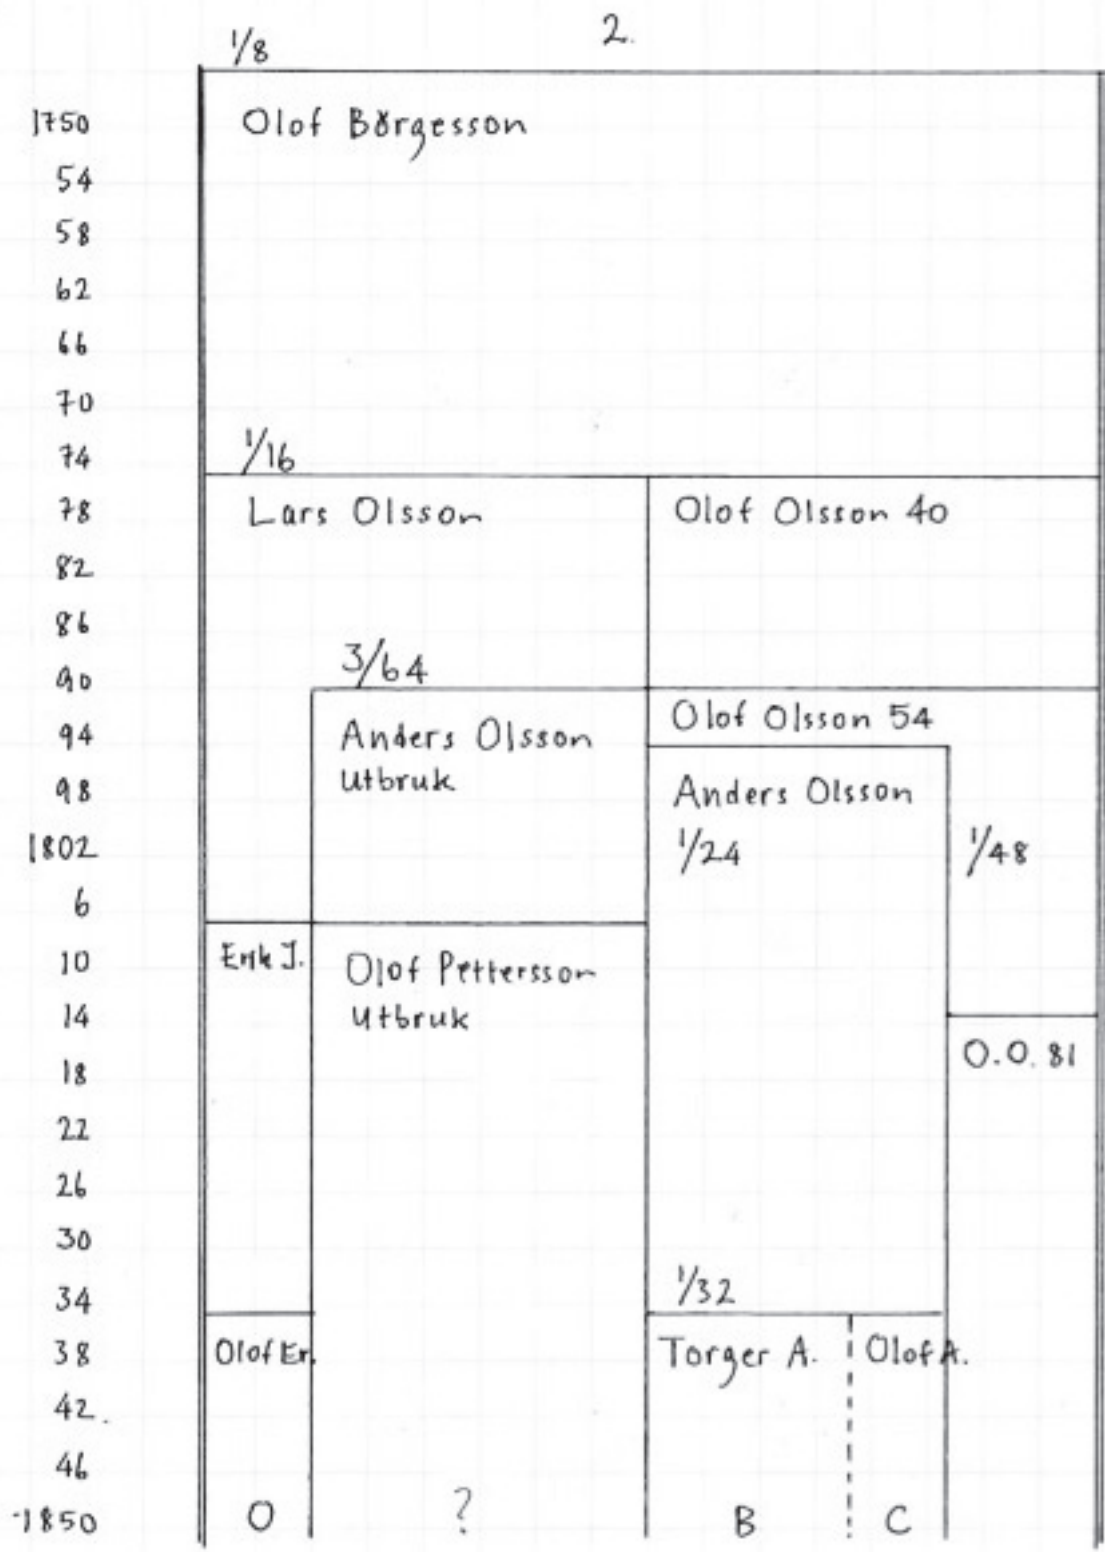 2.
1/8
1750 Olof Börgesson
54
58
62
66
70
74 1/16
78 Lars Olsson Olof Olsson 40
82
86
90 3/64
94 Anders Olsson Olof Olsson 54
Utbruk
98 Anders Olsson
1802 1/24 1/48
6
10 Erik J. Olof Pettersson
14 Utbruk
18 O.O. 81
22
26
30
34 1/32
38 Olof Er. Torger A. Olof A.
42
46
1850 O ? B C